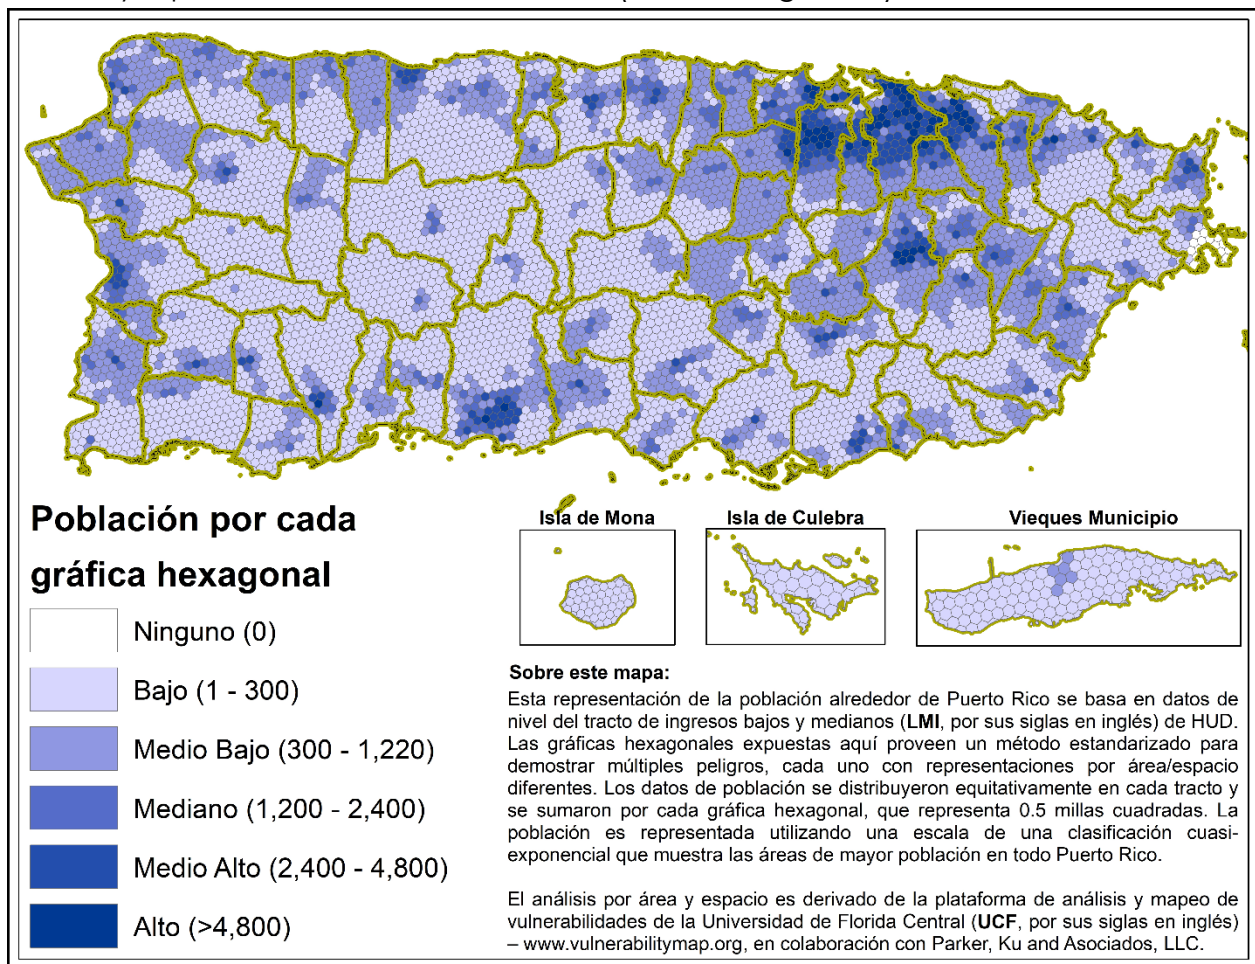 Isla de Mona
Isla de Culebra
Vieques Municipio
Población por cada
gráfica hexagonal
Ninguno (0)
Bajo (1 - 300)
Medio Bajo (300 - 1,220)
Mediano (1,200 - 2,400)
Medio Alto (2,400 - 4,800)
Alto (>4,800)
Sobre este mapa:
Esta representación de la población alrededor de Puerto Rico se basa en datos de
nivel del tracto de ingresos bajos y medianos (LMI, por sus siglas en inglés) de HUD.
Las gráficas hexagonales expuestas aquí proveen un método estandarizado para
demostrar múltiples peligros, cada uno con representaciones por área/espacio
diferentes. Los datos de población se distribuyeron equitativamente en cada tracto y
se sumaron por cada gráfica hexagonal, que representa 0.5 millas cuadradas. La
población es representada utilizando una escala de una clasificación cuasi-
exponencial que muestra las áreas de mayor población en todo Puerto Rico.
El análisis por área y espacio es derivado de la plataforma de análisis y mapeo de
vulnerabilidades de la Universidad de Florida Central (UCF, por sus siglas en inglés)
– www.vulnerabilitymap.org, en colaboración con Parker, Ku and Asociados, LLC.